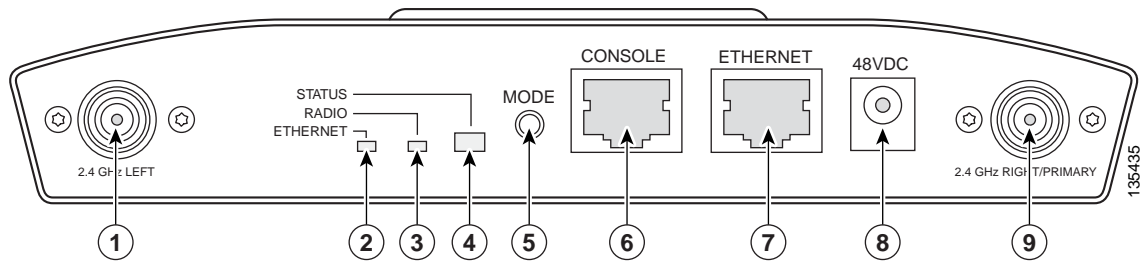 CONSOLE
ETHERNET
48VDC
STATUS
MODE
RADIO
ETHERNET
2.4 GHz LEFT
2.4 GHz RIGHT/PRIMARY
135435
1
2
3
4
5
6
7
8
9